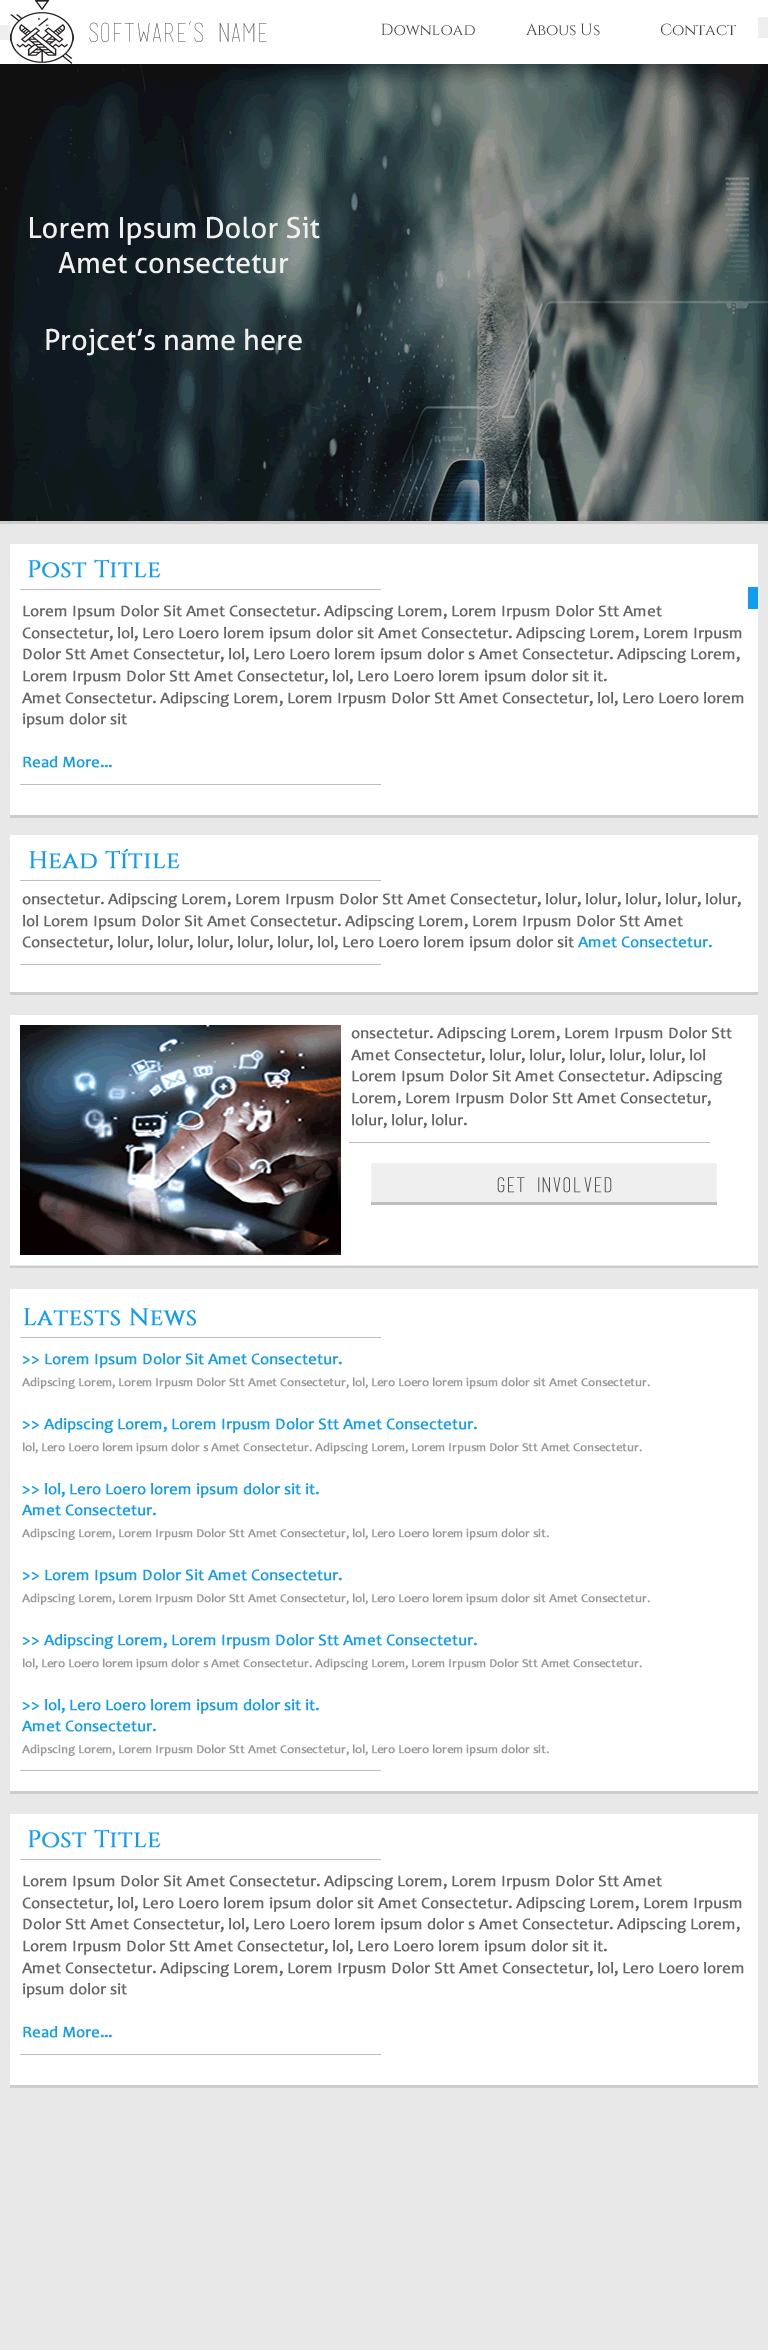 SOFTWARE'S NAME
Download
Abous Us
Contact
Lorem Ipsum Dolor Sit
Amet consectetur
Projcet's name here
Post Title
Lorem Ipsum Dolor Sit Amet Consectetur. Adipscing Lorem, Lorem Irpusm Dolor Stt Amet
Consectetur, lol, Lero Loero lorem ipsum dolor sit Amet Consectetur. Adipscing Lorem, Lorem Irpusm
Dolor Stt Amet Consectetur, lol, Lero Loero lorem ipsum dolor s Amet Consectetur. Adipscing Lorem,
Lorem Irpusm Dolor Stt Amet Consectetur, lol, Lero Loero lorem ipsum dolor sit it.
Amet Consectetur. Adipscing Lorem, Lorem Irpusm Dolor Stt Amet Consectetur, lol, Lero Loero lorem
ipsum dolor sit
Read More...
Head Títile
onsectetur. Adipscing Lorem, Lorem Irpusm Dolor Stt Amet Consectetur, lolur, lolur, lolur, lolur, lolur,
lol Lorem Ipsum Dolor Sit Amet Consectetur. Adipscing Lorem, Lorem Irpusm Dolor Stt Amet
Consectetur, lolur, lolur, lolur, lolur, lolur, lol, Lero Loero lorem ipsum dolor sit Amet Consectetur.
onsectetur. Adipscing Lorem, Lorem Irpusm Dolor Stt
Amet Consectetur, lolur, lolur, lolur, lolur, lolur, lol
Lorem Ipsum Dolor Sit Amet Consectetur. Adipscing
Lorem, Lorem Irpusm Dolor Stt Amet Consectetur,
lolur, lolur, lolur.
GET INVOLVED
Latests News
>> Lorem Ipsum Dolor Sit Amet Consectetur.
Adipscing Lorem, Lorem Irpusm Dolor Stt Amet Consectetur, lol, Lero Loero lorem ipsum dolor sit Amet Consectetur.
>> Adipscing Lorem, Lorem Irpusm Dolor Stt Amet Consectetur.
lol, Lero Loero lorem ipsum dolor s Amet Consectetur. Adipscing Lorem, Lorem Irpusm Dolor Stt Amet Consectetur.
>> lol, Lero Loero lorem ipsum dolor sit it.
Amet Consectetur.
Adipscing Lorem, Lorem Irpusm Dolor Stt Amet Consectetur, lol, Lero Loero lorem ipsum dolor sit.
>> Lorem Ipsum Dolor Sit Amet Consectetur.
Adipscing Lorem, Lorem Irpusm Dolor Stt Amet Consectetur, lol, Lero Loero lorem ipsum dolor sit Amet Consectetur.
>> Adipscing Lorem, Lorem Irpusm Dolor Stt Amet Consectetur.
lol, Lero Loero lorem ipsum dolor s Amet Consectetur. Adipscing Lorem, Lorem Irpusm Dolor Stt Amet Consectetur.
>> lol, Lero Loero lorem ipsum dolor sit it.
Amet Consectetur.
Adipscing Lorem, Lorem Irpusm Dolor Stt Amet Consectetur, lol, Lero Loero lorem ipsum dolor sit.
Post Title
Lorem Ipsum Dolor Sit Amet Consectetur. Adipscing Lorem, Lorem Irpusm Dolor Stt Amet
Consectetur, lol, Lero Loero lorem ipsum dolor sit Amet Consectetur. Adipscing Lorem, Lorem Irpusm
Dolor Stt Amet Consectetur, lol, Lero Loero lorem ipsum dolor s Amet Consectetur. Adipscing Lorem,
Lorem Irpusm Dolor Stt Amet Consectetur, lol, Lero Loero lorem ipsum dolor sit it.
Amet Consectetur. Adipscing Lorem, Lorem Irpusm Dolor Stt Amet Consectetur, lol, Lero Loero lorem
ipsum dolor sit
Read More...